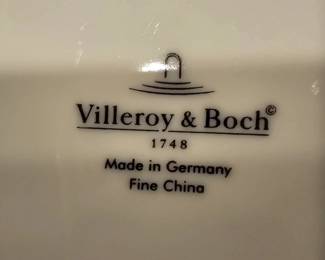 Villeroy & Boch©
1748
Made in Germany
Fine China